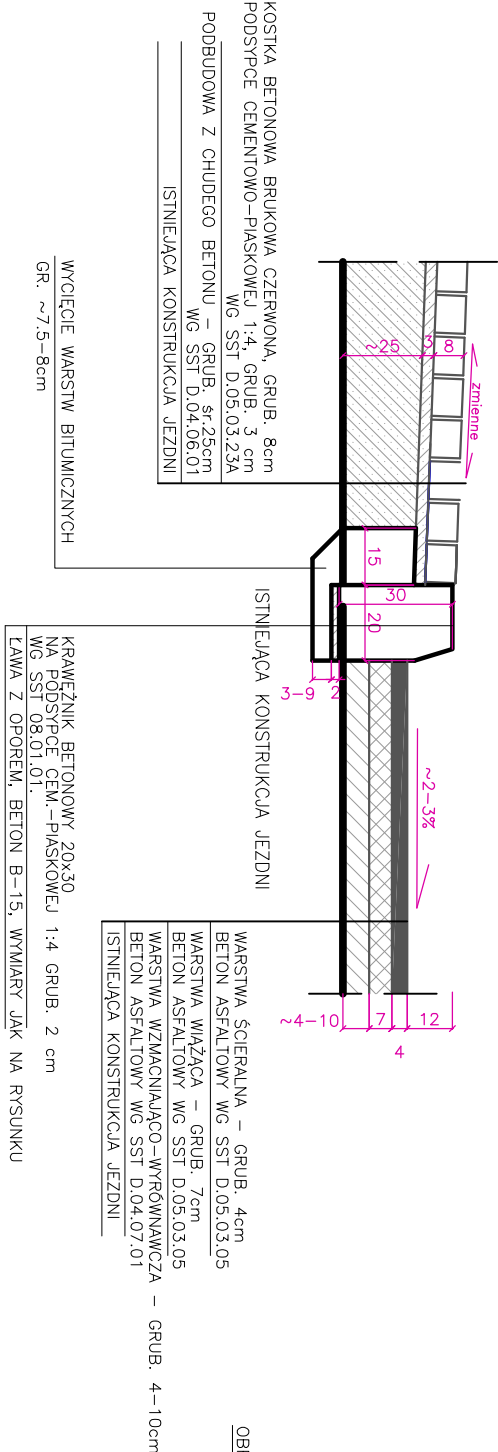 KOSTKA BETONOWA BRUKOWA CZERWONA, GRUB. 8cm
PODSYPCE CEMENTOWO-PIASKOWEJ 1:4, GRUB. 3 cm
WG SST D.05.03.23A
PODBUDOWA Z CHUDEGO BETONU - GRUB. śr.25cm
WG SST D.04.06.01
ISTNIEJĄCA KONSTRUKCJA JEZDNI
WYCIĘCIE WARSTW BITUMICZNYCH
GR. ~7.5-8cm
zmienne
8
3
~25
15
30
20
3-9
2
ISTNIEJĄCA KONSTRUKCJA JEZDNI
~2-3%
12
4
7
~4-10
KRAWĘŻNIK BETONOWY 20x30
NA PODSYPCE CEM.-PIASKOWEJ 1:4 GRUB. 2 cm
WG SST 08.01.01.
ŁAWA Z OPOREM, BETON B-15, WYMIARY JAK NA RYSUNKU
WARSTWA ŚCIERALNA - GRUB. 4cm
BETON ASFALTOWY WG SST D.05.03.05
WARSTWA WIĄŻĄCA - GRUB. 7cm
BETON ASFALTOWY WG SST D.05.03.05
WARSTWA WZMACNIAJĄCO-WYRÓWNAWCZA - GRUB. 4-10cm
BETON ASFALTOWY WG SST D.04.07.01
ISTNIEJĄCA KONSTRUKCJA JEZDNI